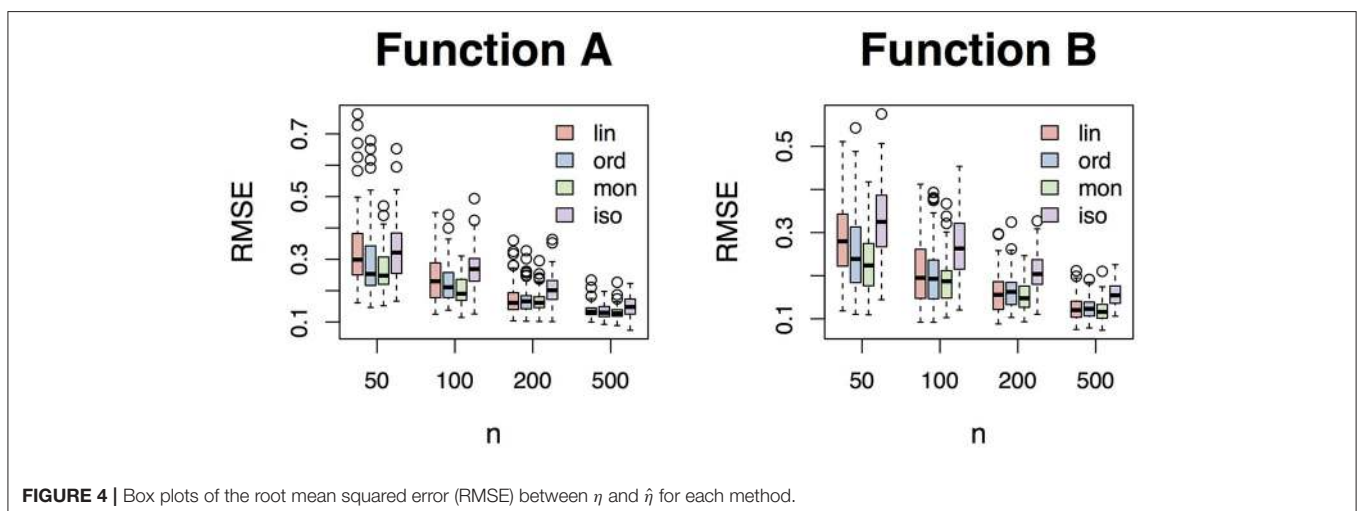 Function A
Function B
RMSE
0.1
0.3
0.5
0.7
lin
ord
mon
iso
50 100 200 500
n
RMSE
0.1
0.3
0.5
lin
ord
mon
iso
50 100 200 500
n
FIGURE 4 | Box plots of the root mean squared error (RMSE) between η and η̂ for each method.